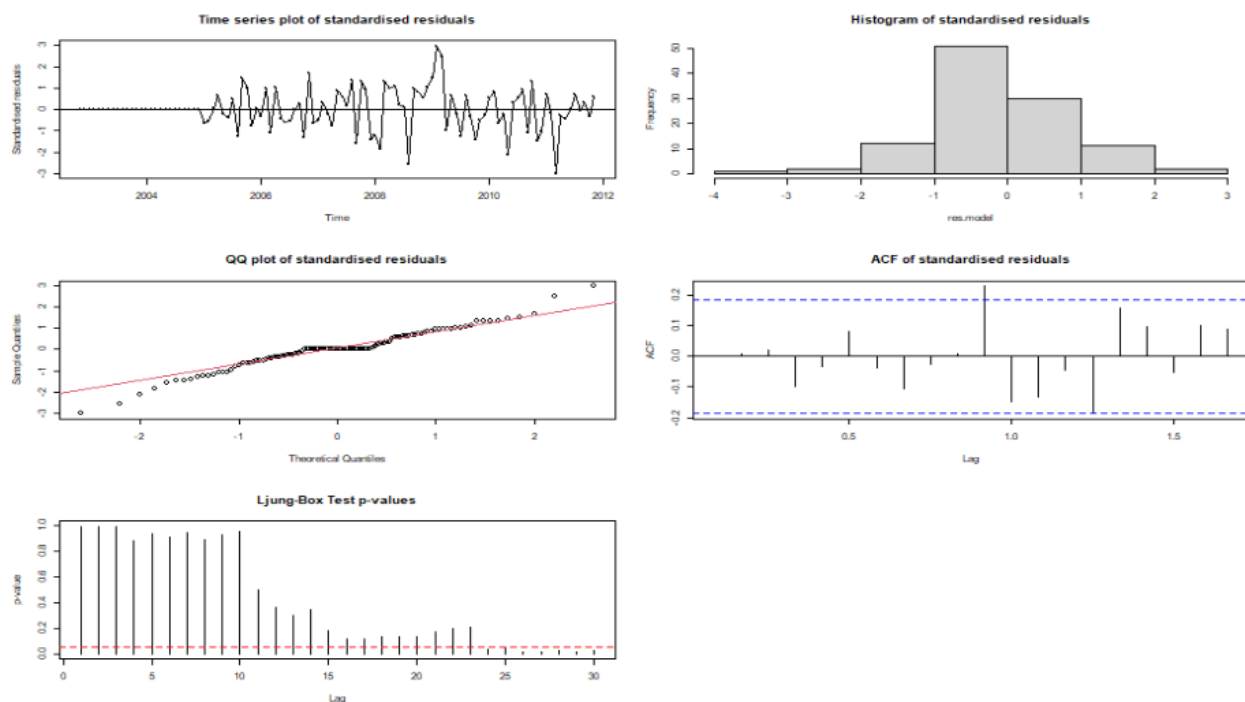 Time series plot of standardised residuals
Standardised residuals
3
2
1
0
-1
-2
-3
2004 2006 2008 2010 2012
Time
Histogram of standardised residuals
Frequency
50
40
30
20
10
0
-4 -3 -2 -1 0 1 2 3
res.model
QQ plot of standardised residuals
Sample Quantiles
3
2
1
0
-1
-2
-3
-2 -1 0 1 2
Theoretical Quantiles
ACF of standardised residuals
ACF
0.2
0.1
0.0
-0.1
-0.2
0.5 1.0 1.5
Lag
Ljung-Box Test p-values
p-value
1.0
0.8
0.6
0.4
0.2
0.0
0 5 10 15 20 25 30
Lag